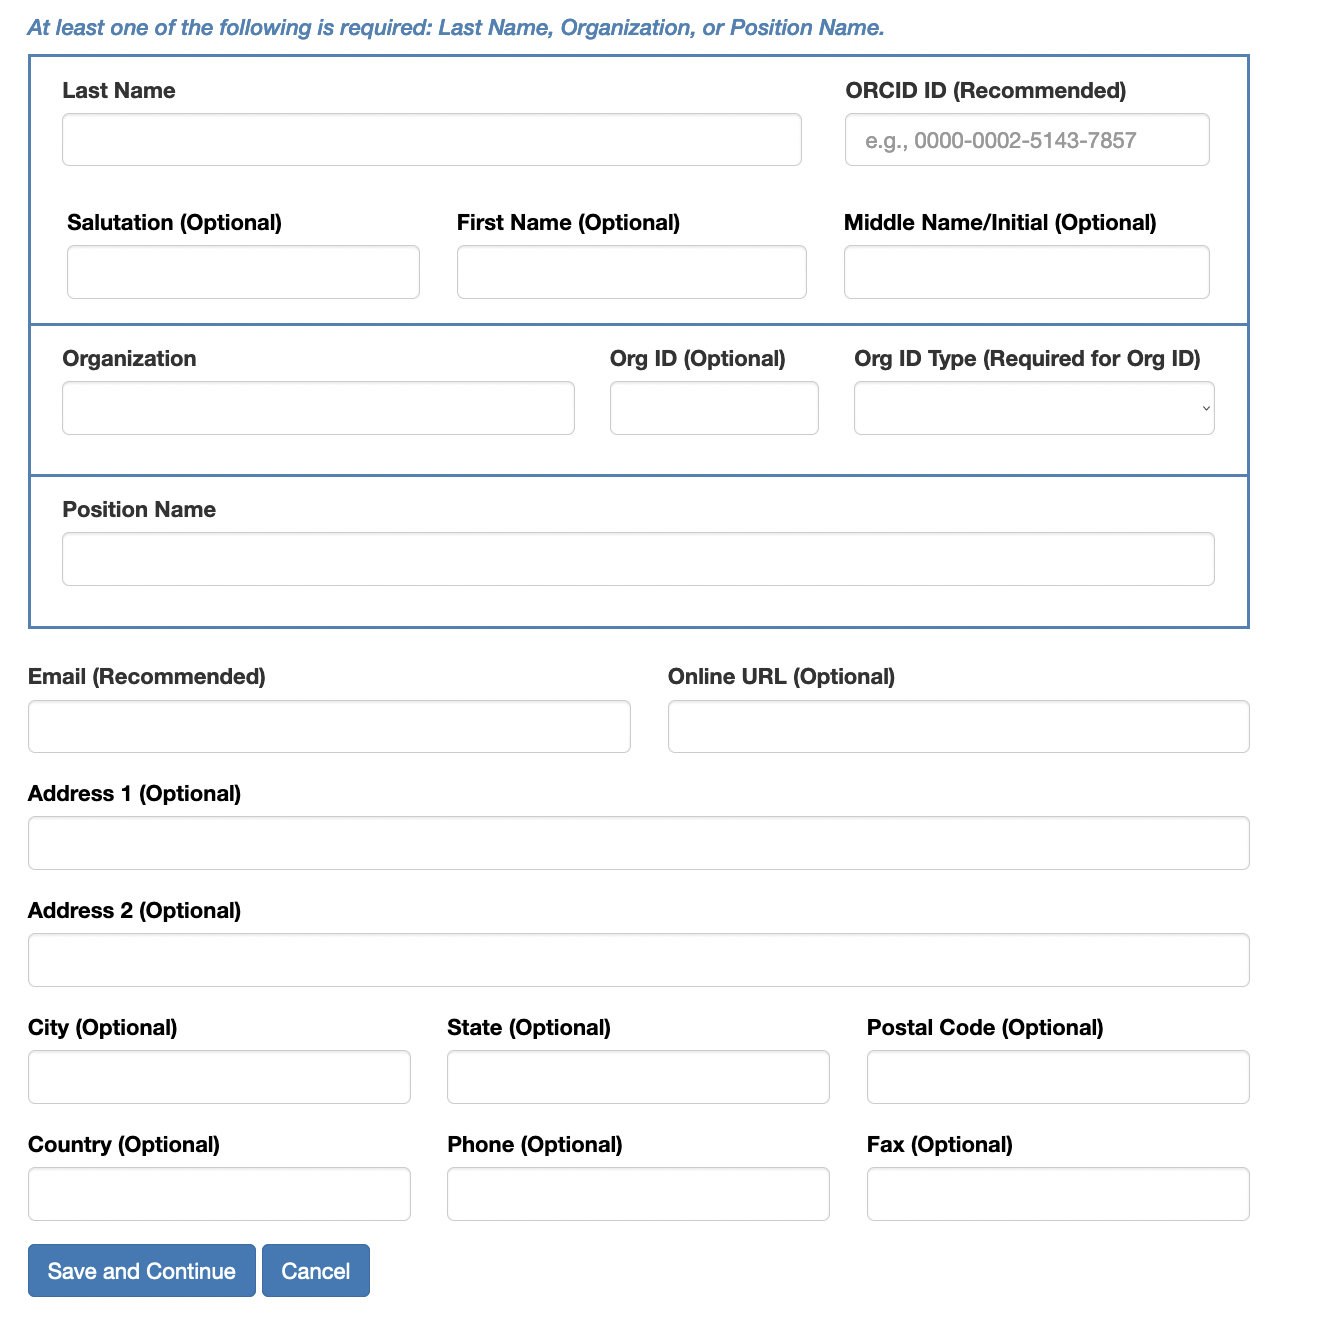 At least one of the following is required: Last Name, Organization, or Position Name.
Last Name
ORCID ID (Recommended)
e.g., 0000-0002-5143-7857
Salutation (Optional)
First Name (Optional)
Middle Name/Initial (Optional)
Organization
Org ID (Optional)
Org ID Type (Required for Org ID)
Position Name
Email (Recommended)
Online URL (Optional)
Address 1 (Optional)
Address 2 (Optional)
City (Optional)
State (Optional)
Postal Code (Optional)
Country (Optional)
Phone (Optional)
Fax (Optional)
Save and Continue
Cancel